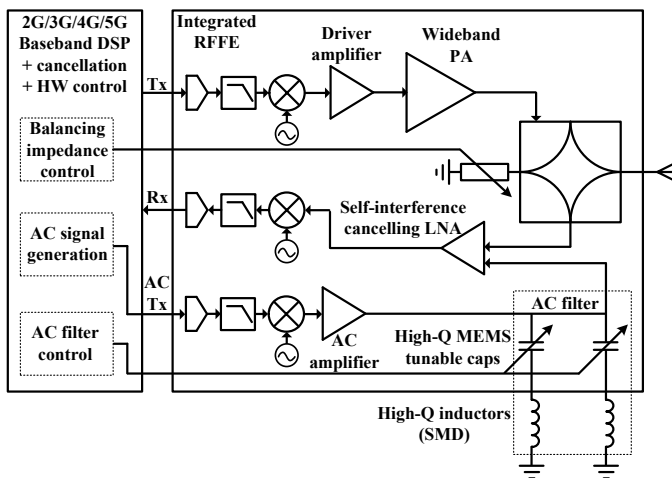 2G/3G/4G/5G
Baseband DSP
+ cancellation
+ HW control
Integrated
RFFE
Driver
amplifier
Wideband
PA
Tx
Balancing
impedance
control
Rx
Self-interference
cancelling LNA
AC signal
generation
AC
Tx
AC filter
AC filter
control
AC
amplifier
High-Q MEMS
tunable caps
High-Q inductors
(SMD)